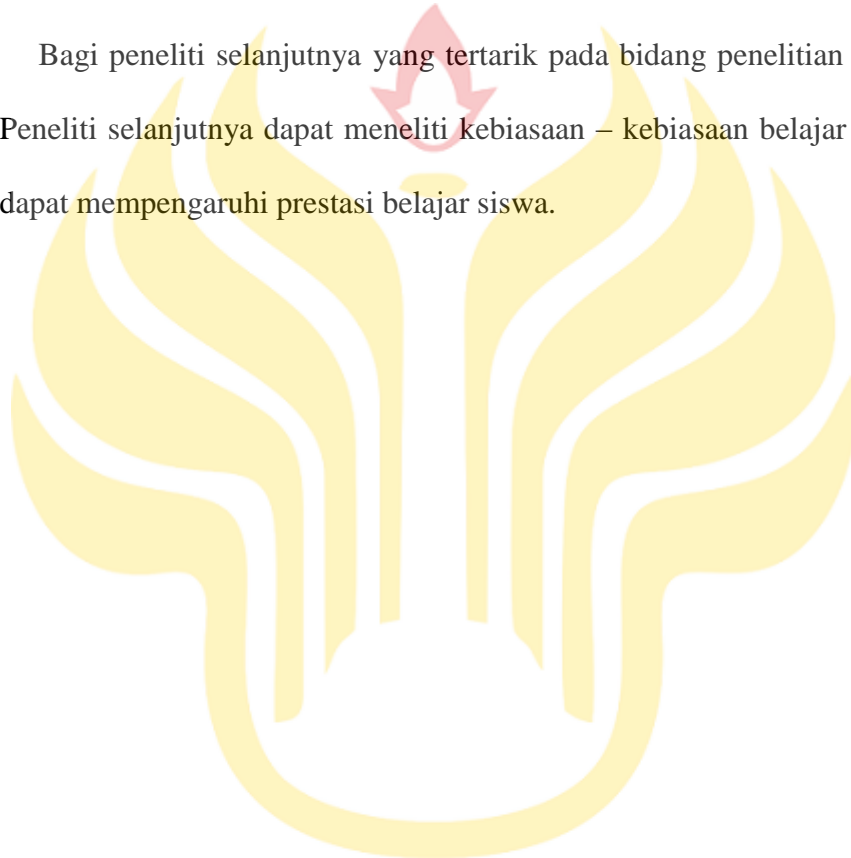 Bagi peneliti selanjutnya yang tertarik pada bidang penelitian
Peneliti selanjutnya dapat meneliti kebiasaan – kebiasaan belajar
dapat mempengaruhi prestasi belajar siswa.